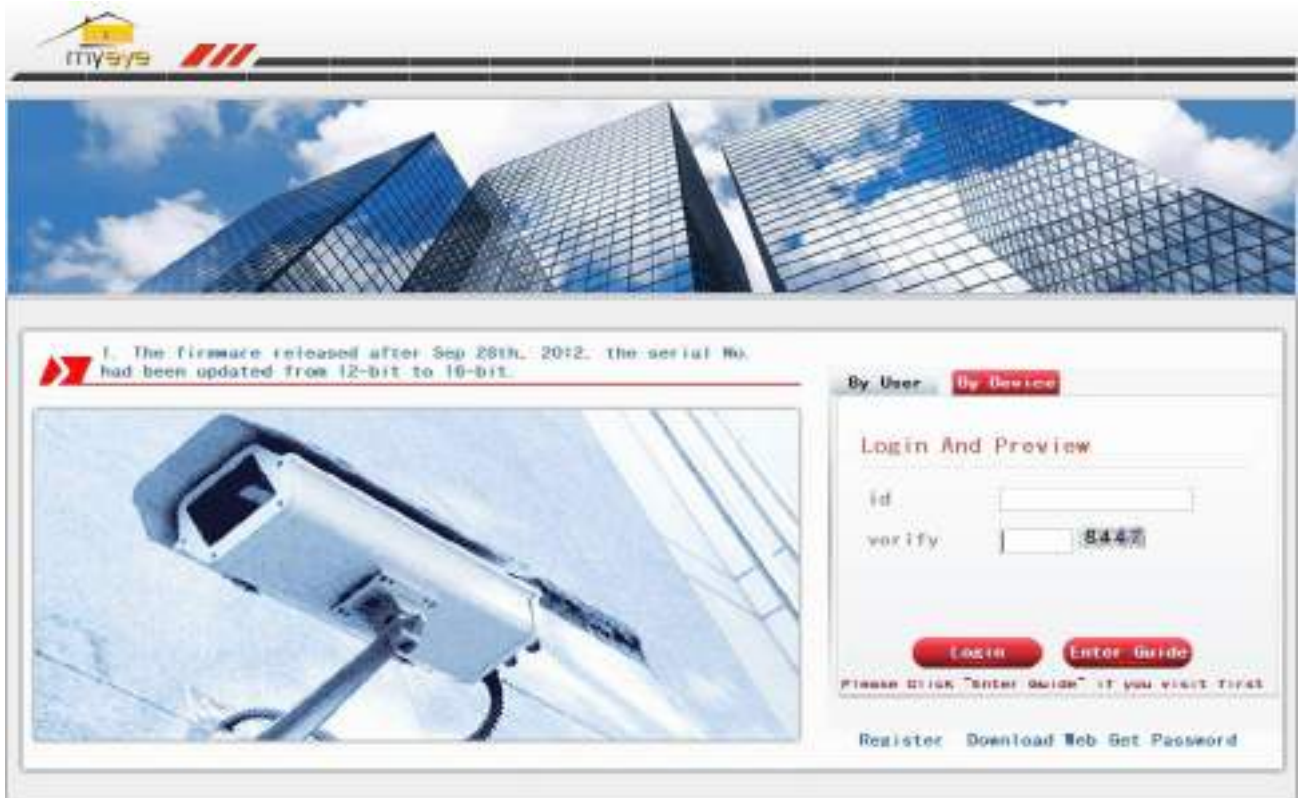 myeye
1. The firmware released after Sep 28th, 2012, the serial No.
had been updated from 12-bit to 16-bit.
By User By Device
Login And Preview
id
verify 8447
Login Enter Guide
Please Click "Enter Guide" if you visit first
Register Download Web Get Password